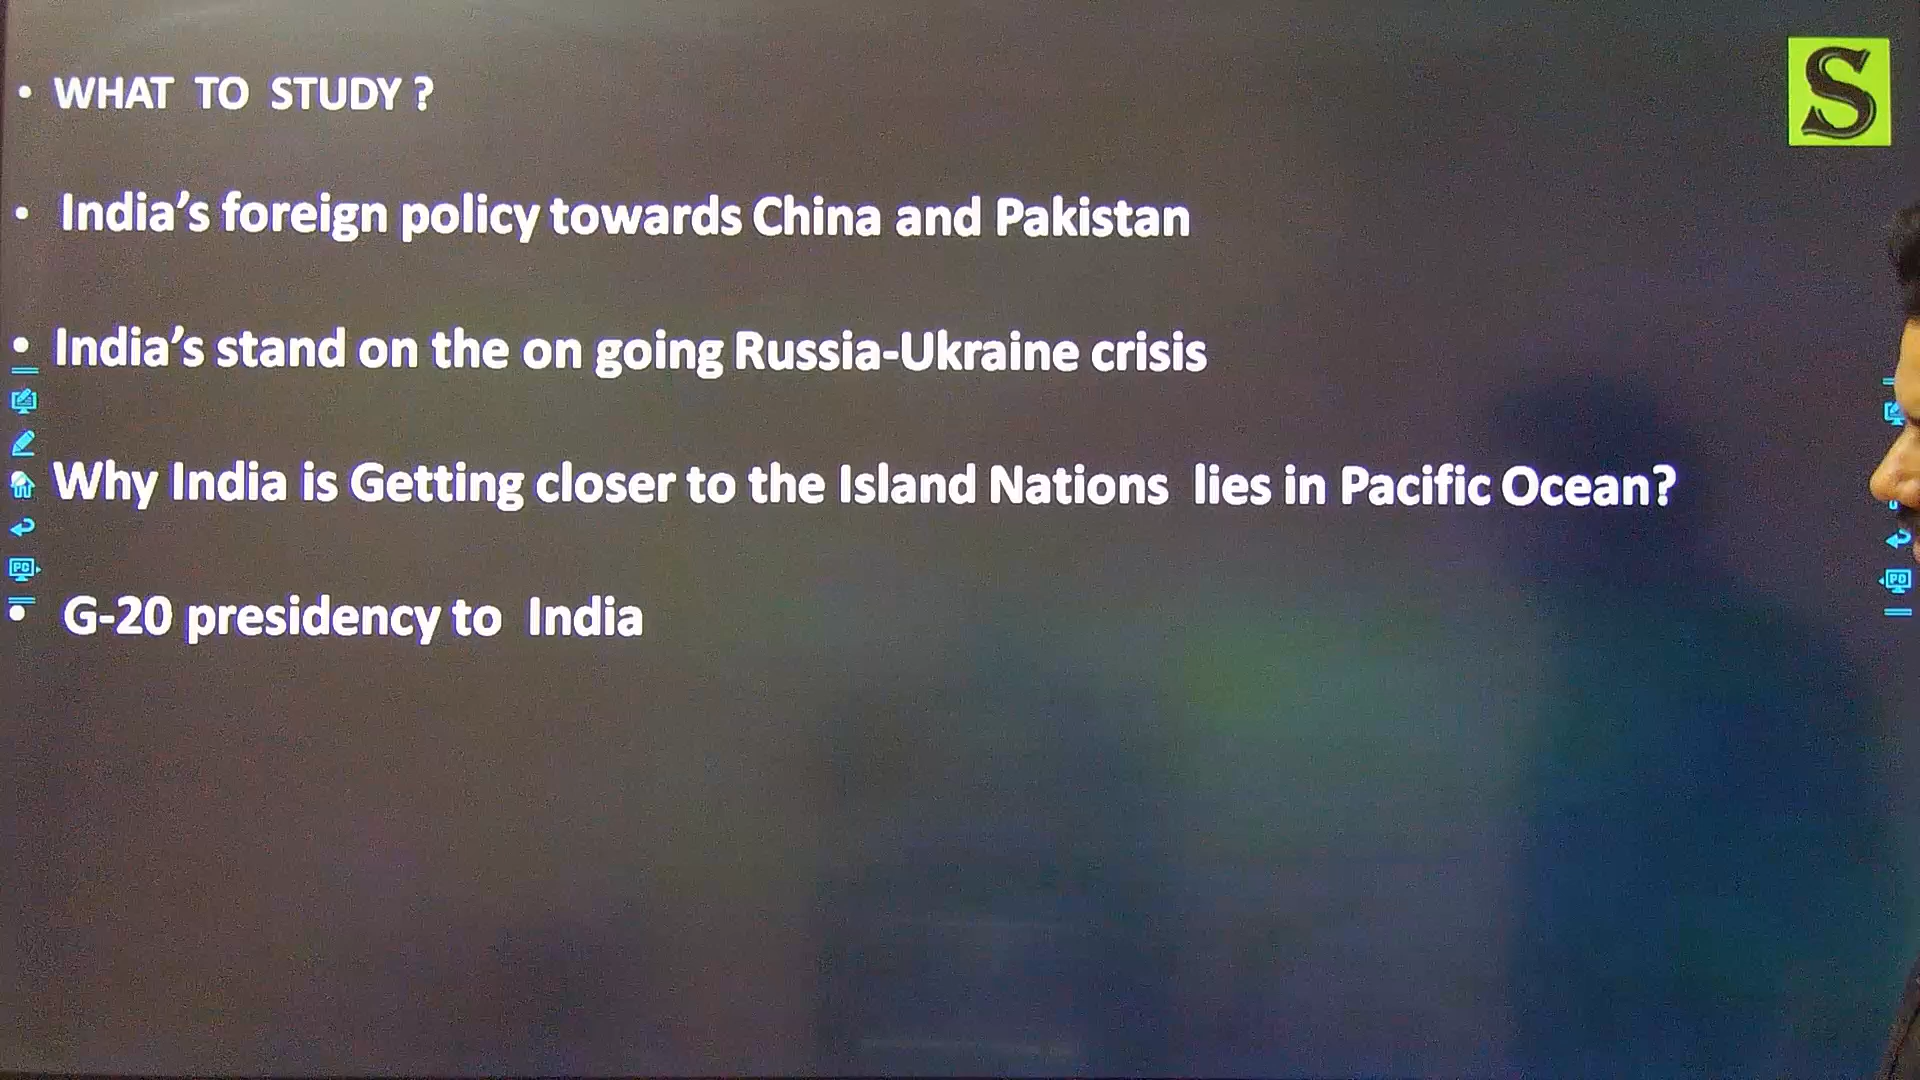 • WHAT TO STUDY ?
S
• India's foreign policy towards China and Pakistan
• India's stand on the on going Russia-Ukraine crisis
Why India is Getting closer to the Island Nations lies in Pacific Ocean?
• G-20 presidency to India